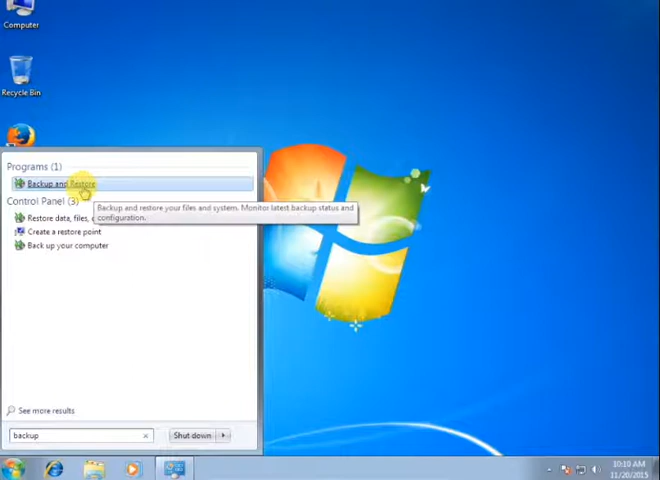 Computer
Recycle Bin
Programs (1)
Backup and Restore
Backup and restore your files and system. Monitor latest backup status and
configuration.
Control Panel (3)
Restore data, files,
Create a restore point
Back up your computer
See more results
backup
Shut down
10:10 AM
11/20/2015